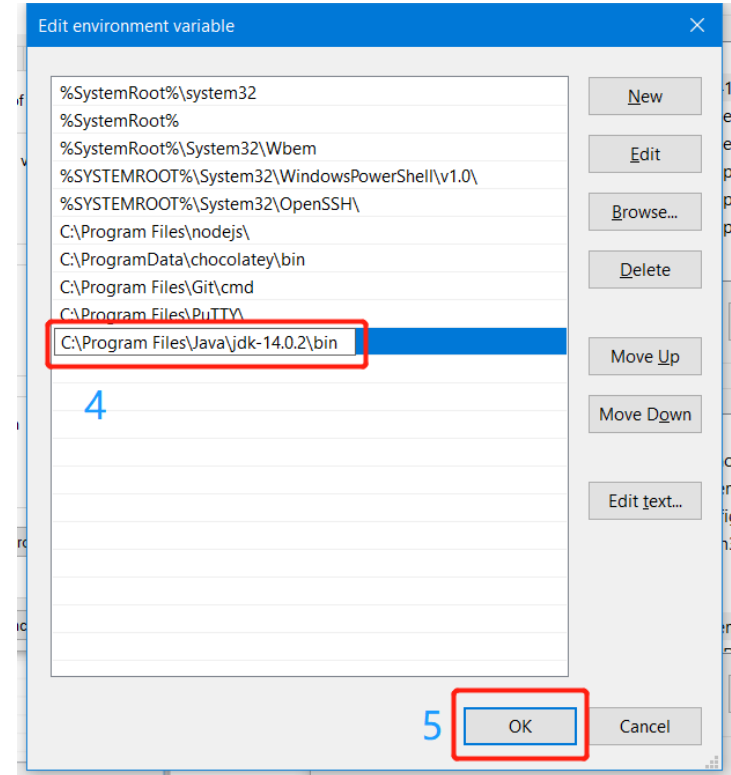 Edit environment variable
%SystemRoot%\system32
%SystemRoot%
%SystemRoot%\System32\Wbem
%SYSTEMROOT%\System32\WindowsPowerShell\v1.0\
%SYSTEMROOT%\System32\OpenSSH\
C:\Program Files\nodejs\
C:\ProgramData\chocolatey\bin
C:\Program Files\Git\cmd
C:\Program Files\PuTTY\
C:\Program Files\Java\jdk-14.0.2\bin
4
New
Edit
Browse...
Delete
Move Up
Move Down
Edit text...
5
OK
Cancel